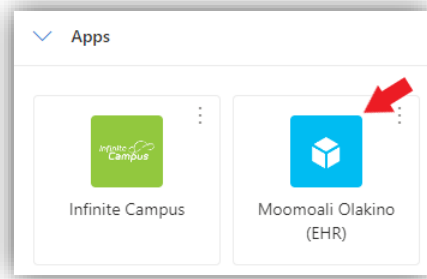 Apps
Infinite
Campus
Infinite Campus
Moomoali Olakino
(EHR)